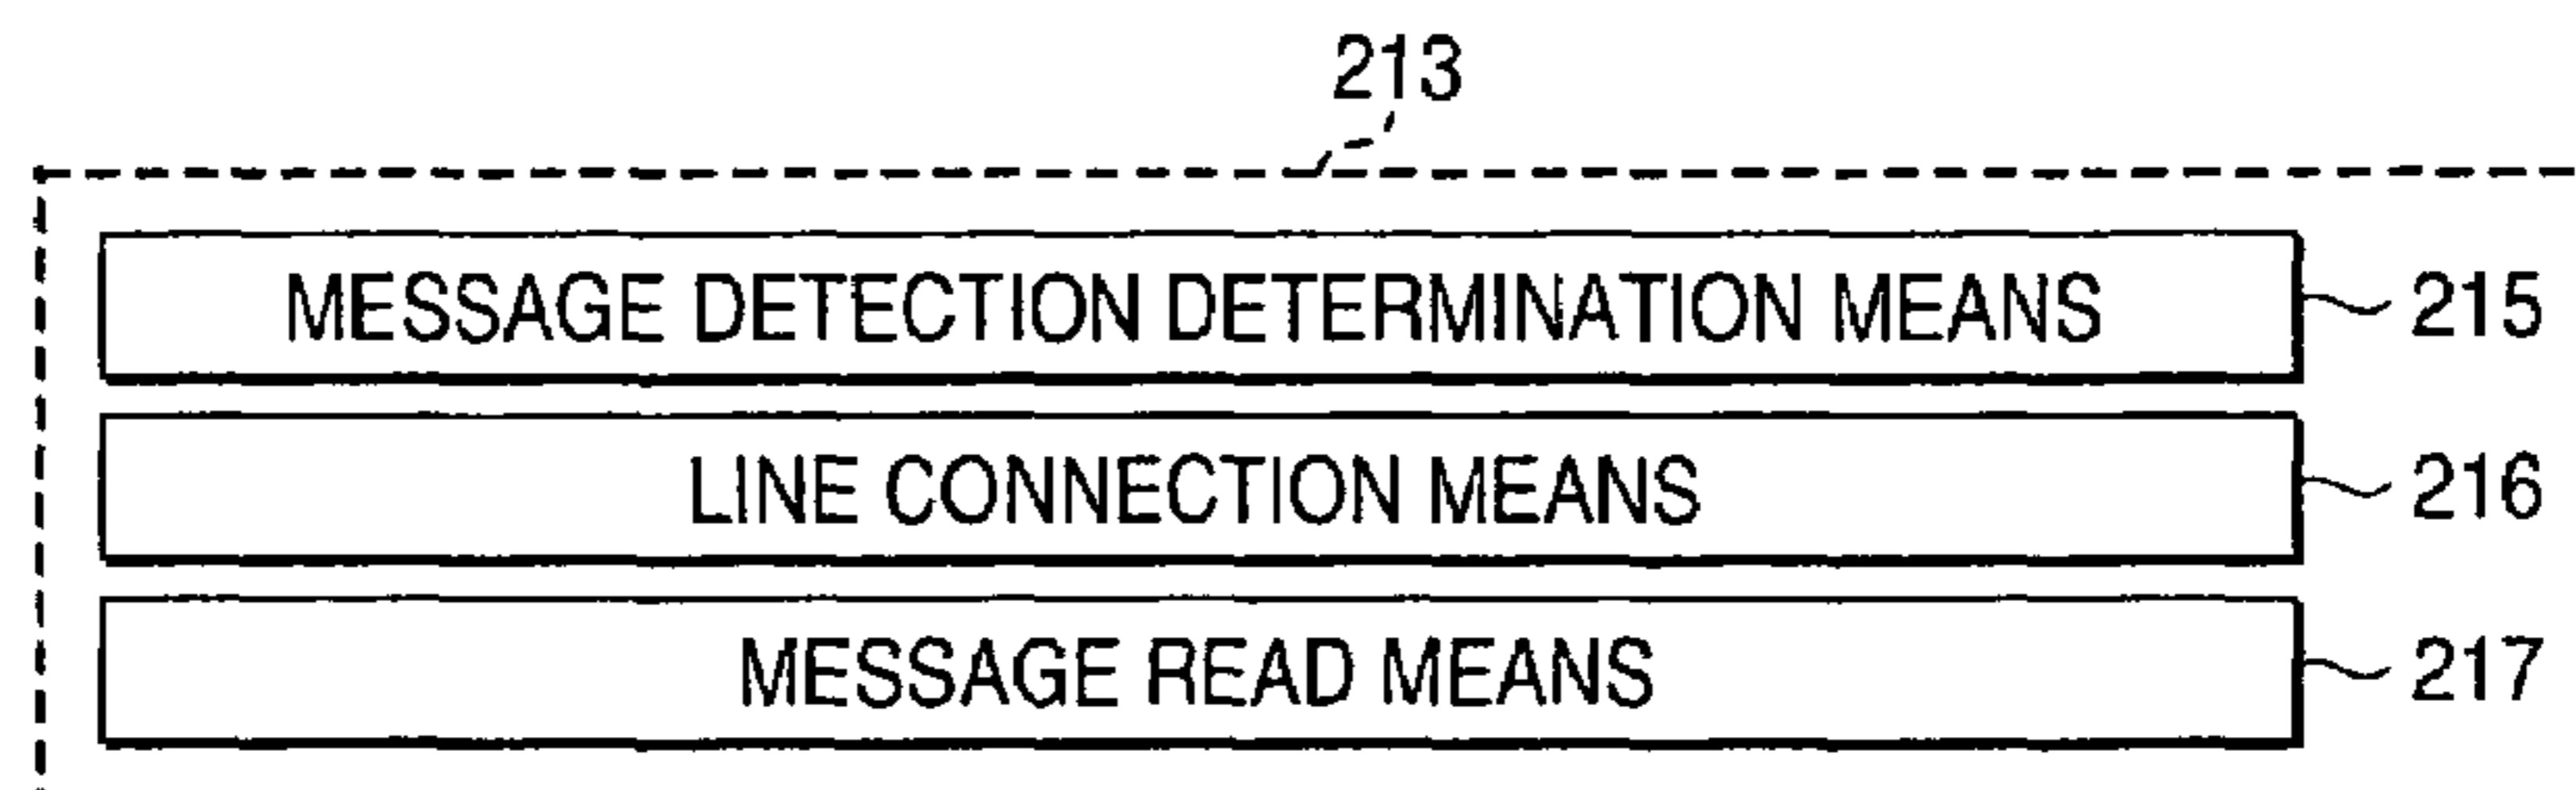 213
MESSAGE DETECTION DETERMINATION MEANS 215
LINE CONNECTION MEANS 216
MESSAGE READ MEANS 217